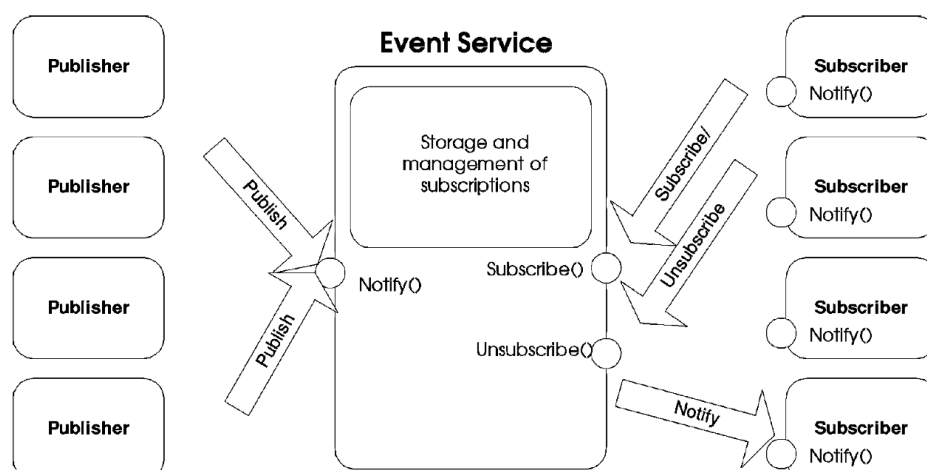 Event Service
Publisher
Publisher
Publisher
Publisher
Publish
Publish
Storage and
management of
subscriptions
Notify()
Subscribe()
Unsubscribe()
Subscribe/
Unsubscribe
Notify
Subscriber
Notify()
Subscriber
Notify()
Subscriber
Notify()
Subscriber
Notify()